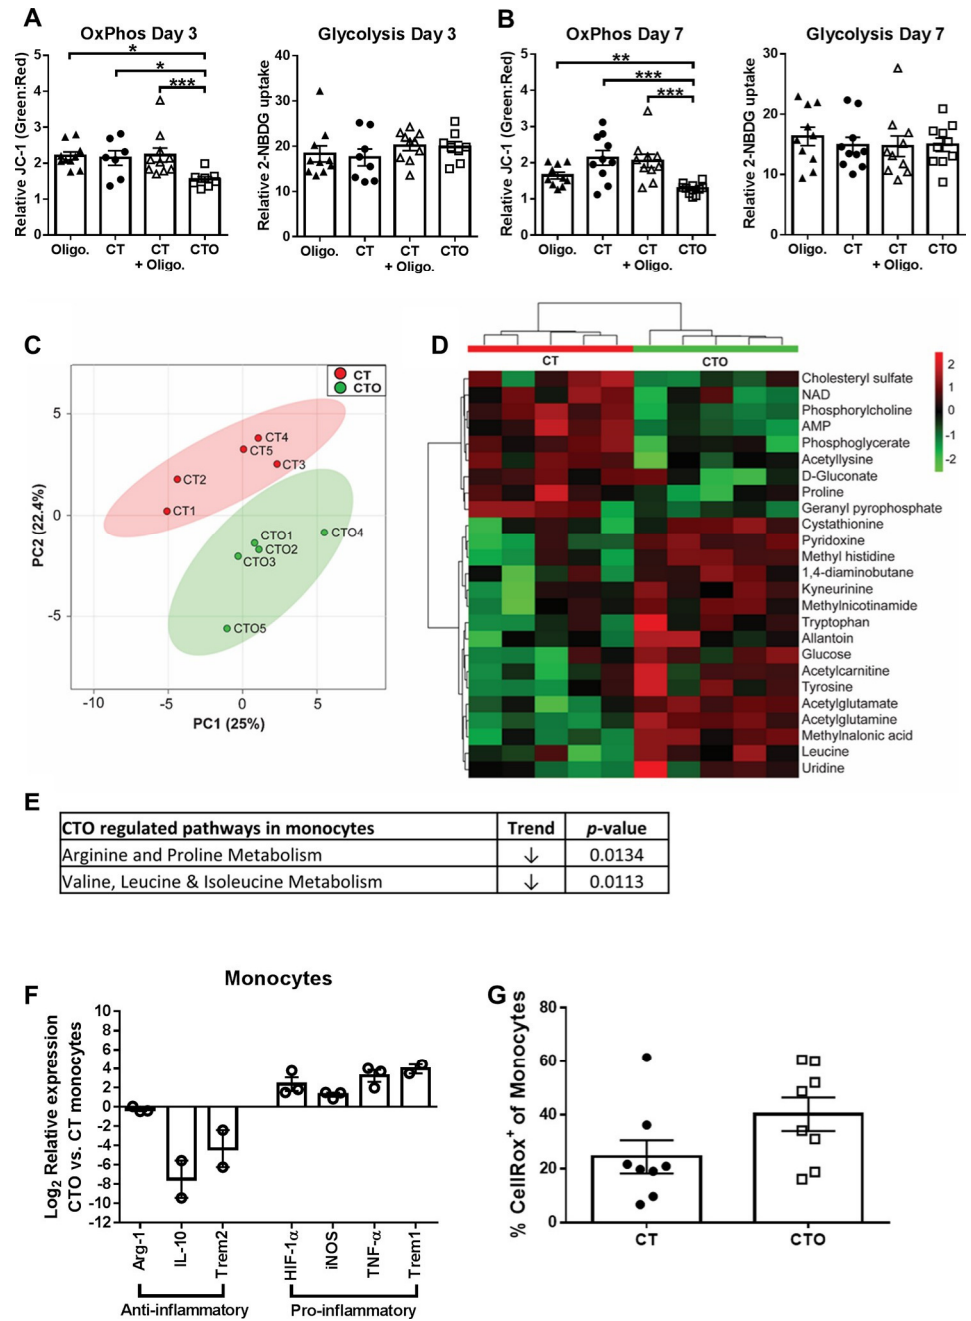 A
OxPhos Day 3
Relative JC-1 (Green:Red)
5
4
3
2
1
0
*
*
***
Oligo.
CT
CT
+ Oligo.
CTO
Glycolysis Day 3
Relative 2-NBDG uptake
40
30
20
10
0
Oligo.
CT
CT
+ Oligo.
CTO
B
OxPhos Day 7
Relative JC-1 (Green:Red)
5
4
3
2
1
0
**
***
***
Oligo.
CT
CT
+ Oligo.
CTO
Glycolysis Day 7
Relative 2-NBDG uptake
30
20
10
0
Oligo.
CT
CT
+ Oligo.
CTO
C
CT
CTO
PC2 (22.4%)
5
0
-5
CT4
CT5
CT3
CT2
CT1
CTO1
CTO4
CTO2
CTO3
CTO5
-10
-5
0
5
PC1 (25%)
D
CT
CTO
Cholesteryl sulfate
NAD
Phosphorylcholine
AMP
Phosphoglycerate
Acetyllysine
D-Gluconate
Proline
Geranyl pyrophosphate
Cystathionine
Pyridoxine
Methyl histidine
1,4-diaminobutane
Kyneurinine
Methylnicotinamide
Tryptophan
Allantoin
Glucose
Acetylcarnitine
Tyrosine
Acetylglutamate
Acetylglutamine
Methylnalonic acid
Leucine
Uridine
2
1
0
-1
-2
E
CTO regulated pathways in monocytes Trend p-value
Arginine and Proline Metabolism ↓ 0.0134
Valine, Leucine & Isoleucine Metabolism ↓ 0.0113
F
Monocytes
Log2 Relative expression
CTO vs. CT monocytes
10
8
6
4
2
0
-2
-4
-6
-8
-10
-12
Arg-1
IL-10
Trem2
HIF-1α
iNOS
TNF-α
Trem1
Anti-inflammatory
Pro-inflammatory
G
% CellRox+ of Monocytes
80
60
40
20
0
CT
CTO